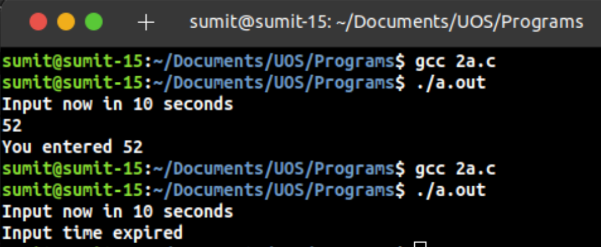 sumit@sumit-15: ~/Documents/UOS/Programs
sumit@sumit-15:~/Documents/UOS/Programs$ gcc 2a.c
sumit@sumit-15:~/Documents/UOS/Programs$ ./a.out
Input now in 10 seconds
52
You entered 52
sumit@sumit-15:~/Documents/UOS/Programs$ gcc 2a.c
sumit@sumit-15:~/Documents/UOS/Programs$ ./a.out
Input now in 10 seconds
Input time expired